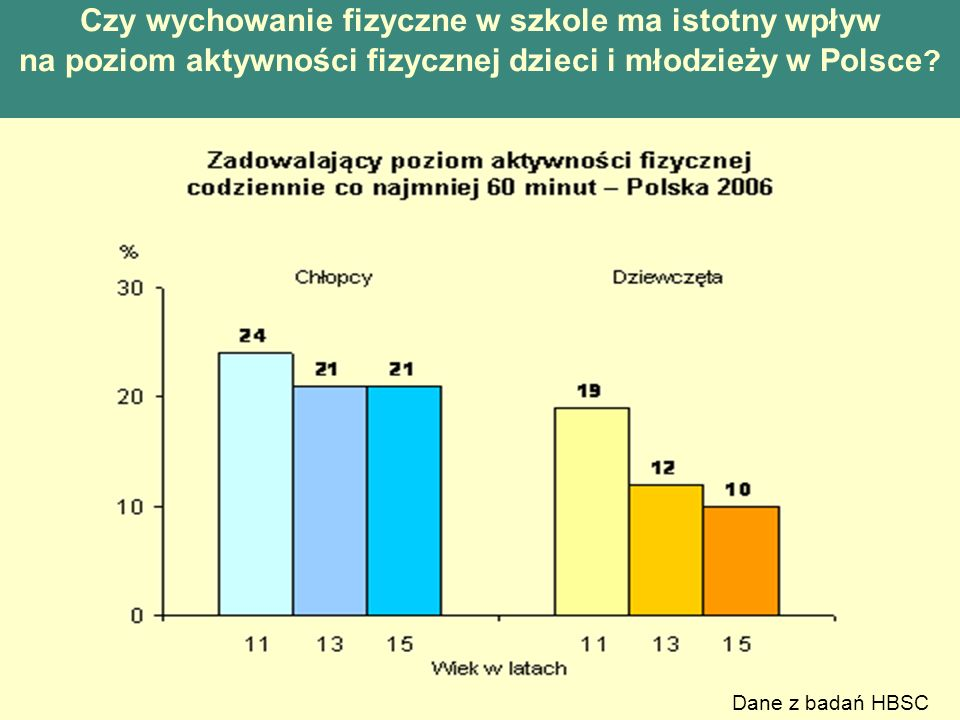 Czy wychowanie fizyczne w szkole ma istotny wpływ
na poziom aktywności fizycznej dzieci i młodzieży w Polsce?
Zadowalający poziom aktywności fizycznej
codziennie co najmniej 60 minut – Polska 2006
%
Chłopcy Dziewczęta
30
24
21 21
20
19
12
10
10
0
11 13 15 11 13 15
Wiek w latach
Dane z badań HBSC